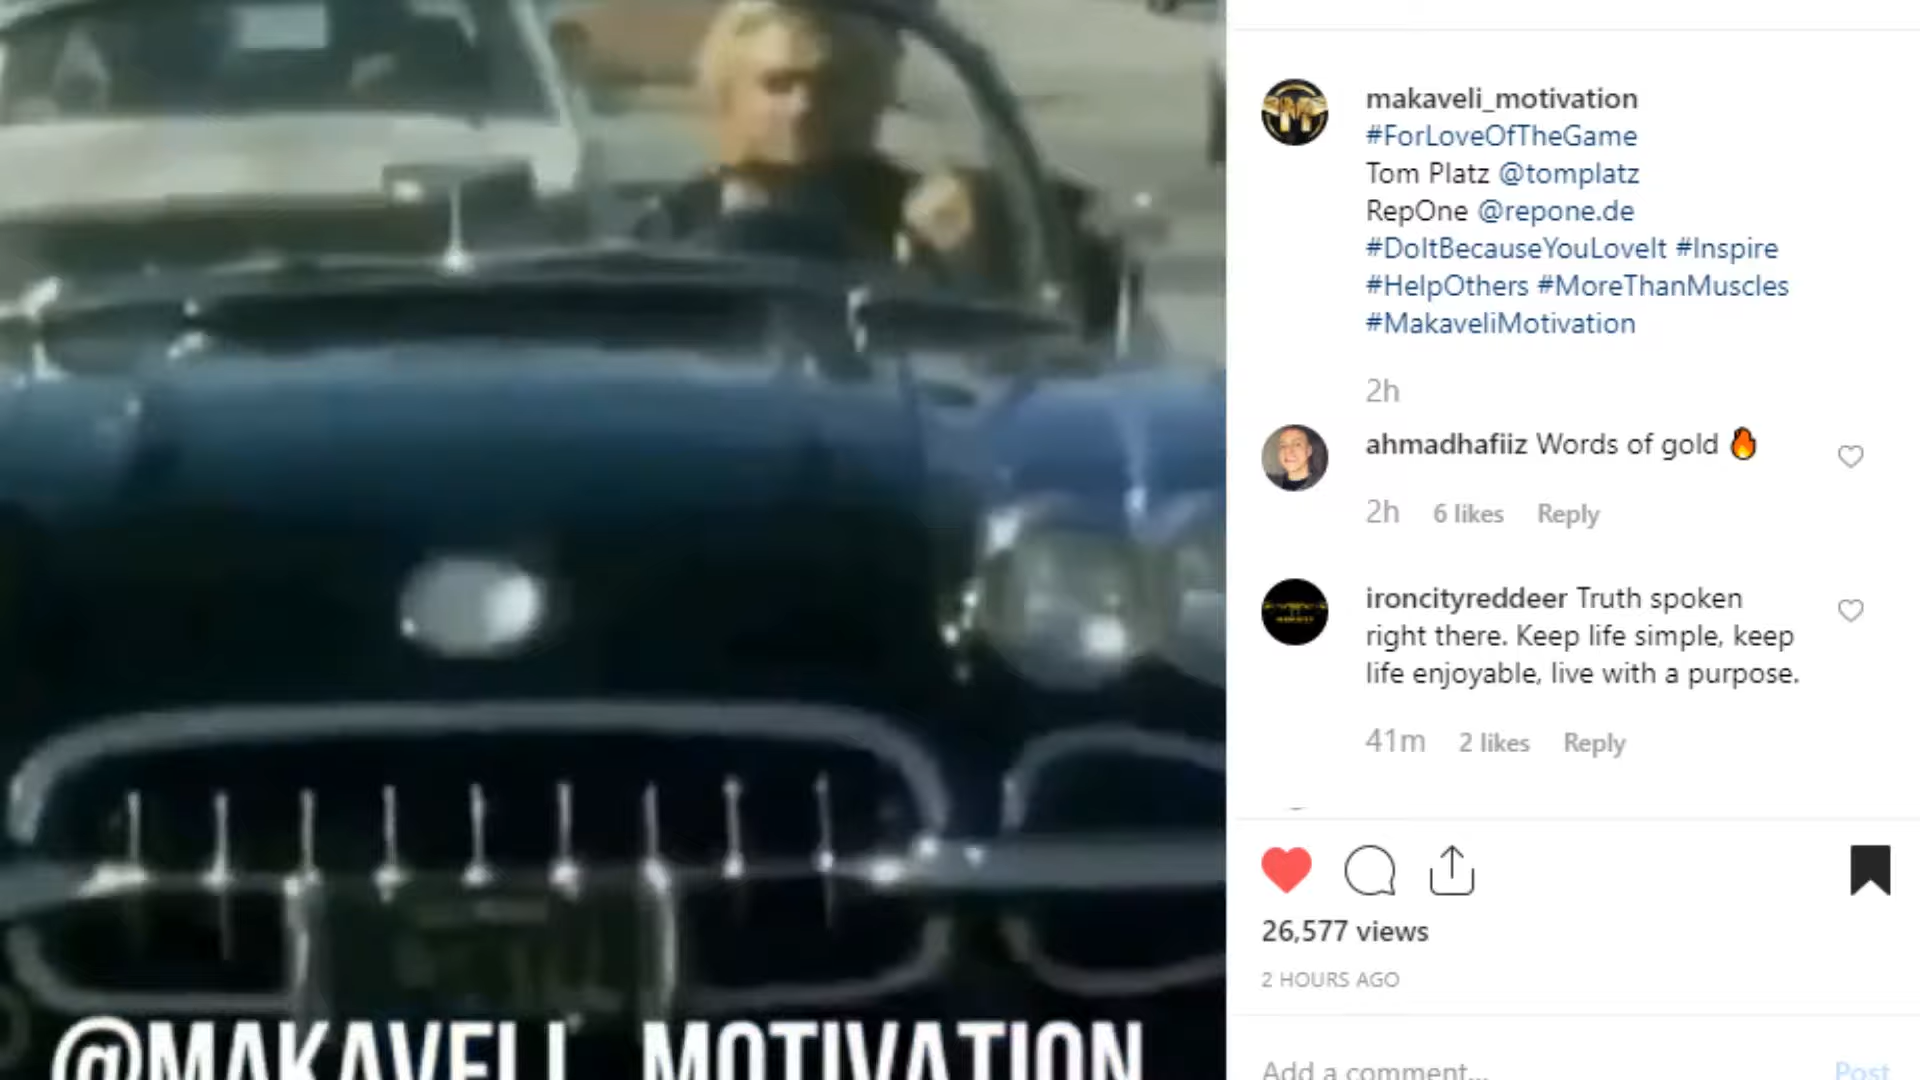 makaveli_motivation
#ForLoveOfTheGame
Tom Platz @tomplatz
RepOne @repone.de
#DoItBecauseYouLoveIt #Inspire
#HelpOthers #MoreThanMuscles
#MakaveliMotivation
2h
ahmadhafiiz Words of gold 🔥
2h 6 likes Reply
ironcityreddeer Truth spoken
right there. Keep life simple, keep
life enjoyable, live with a purpose.
41m 2 likes Reply
26,577 views
2 HOURS AGO
Add a comment...
Post
@MAKAVELI_MOTIVATION